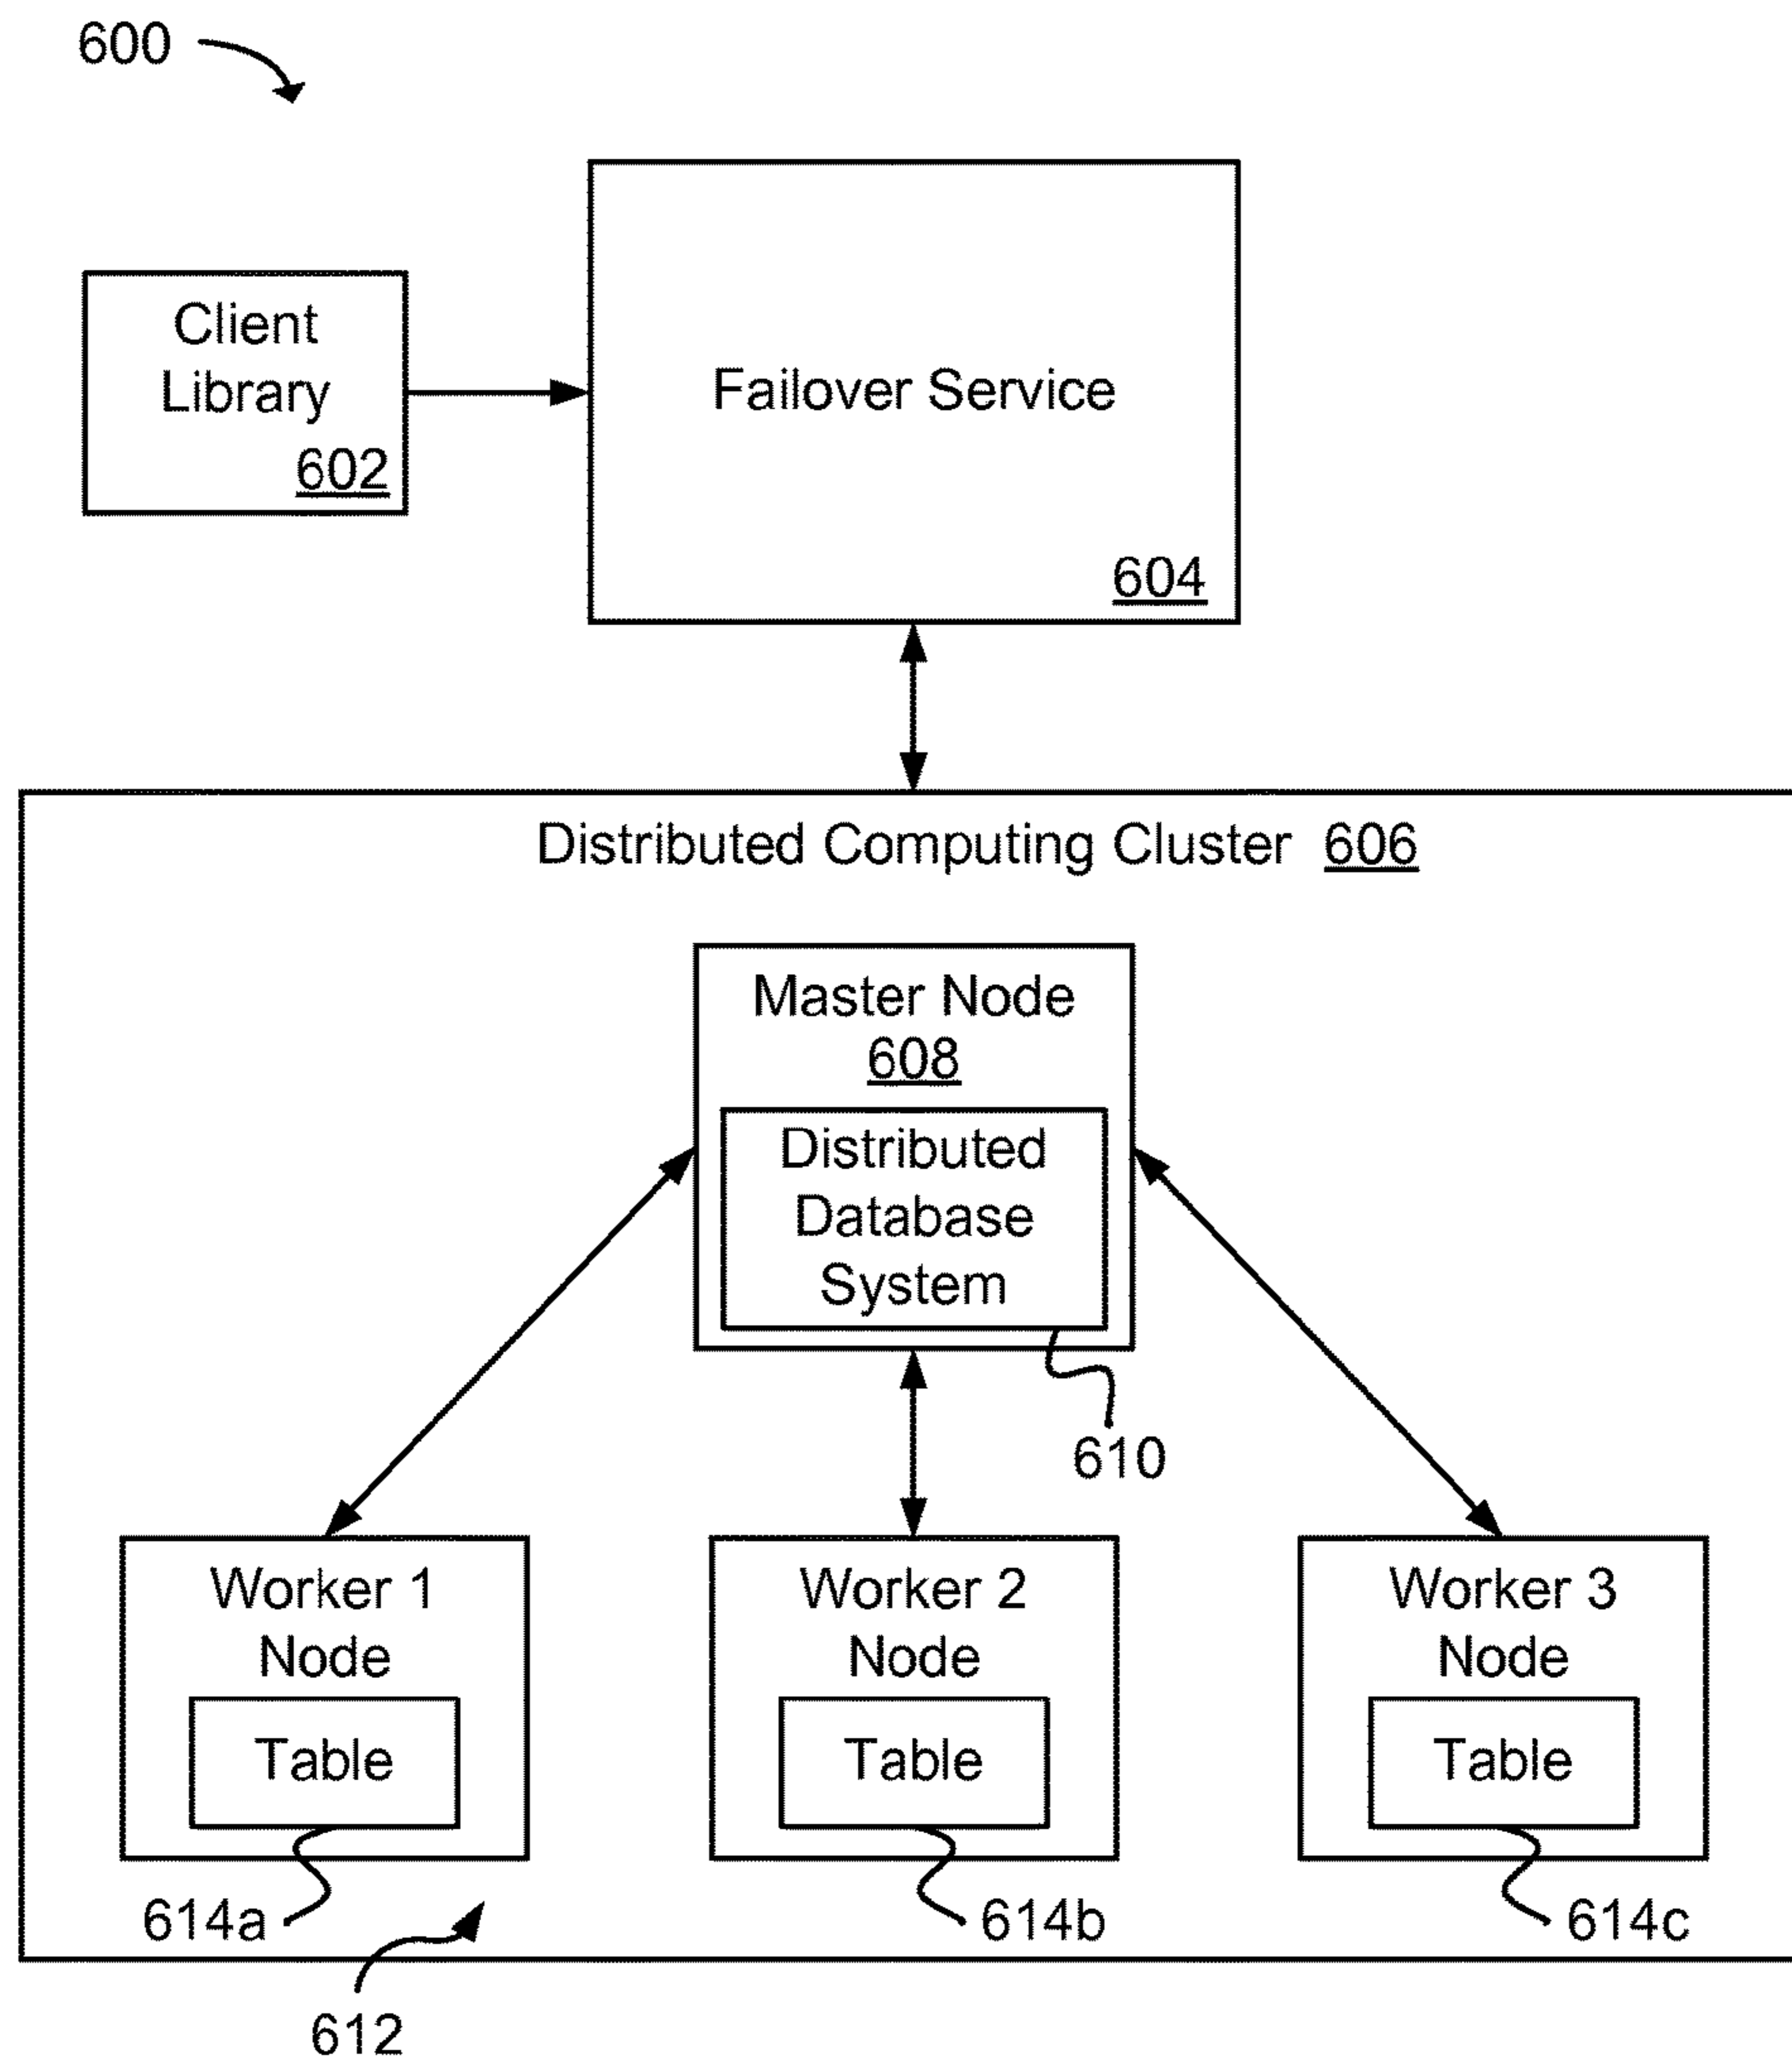 600
Client
Library
602
Failover Service
604
Distributed Computing Cluster 606
Master Node
608
Distributed
Database
System
610
Worker 1
Node
Table
614a
Worker 2
Node
Table
614b
Worker 3
Node
Table
614c
612